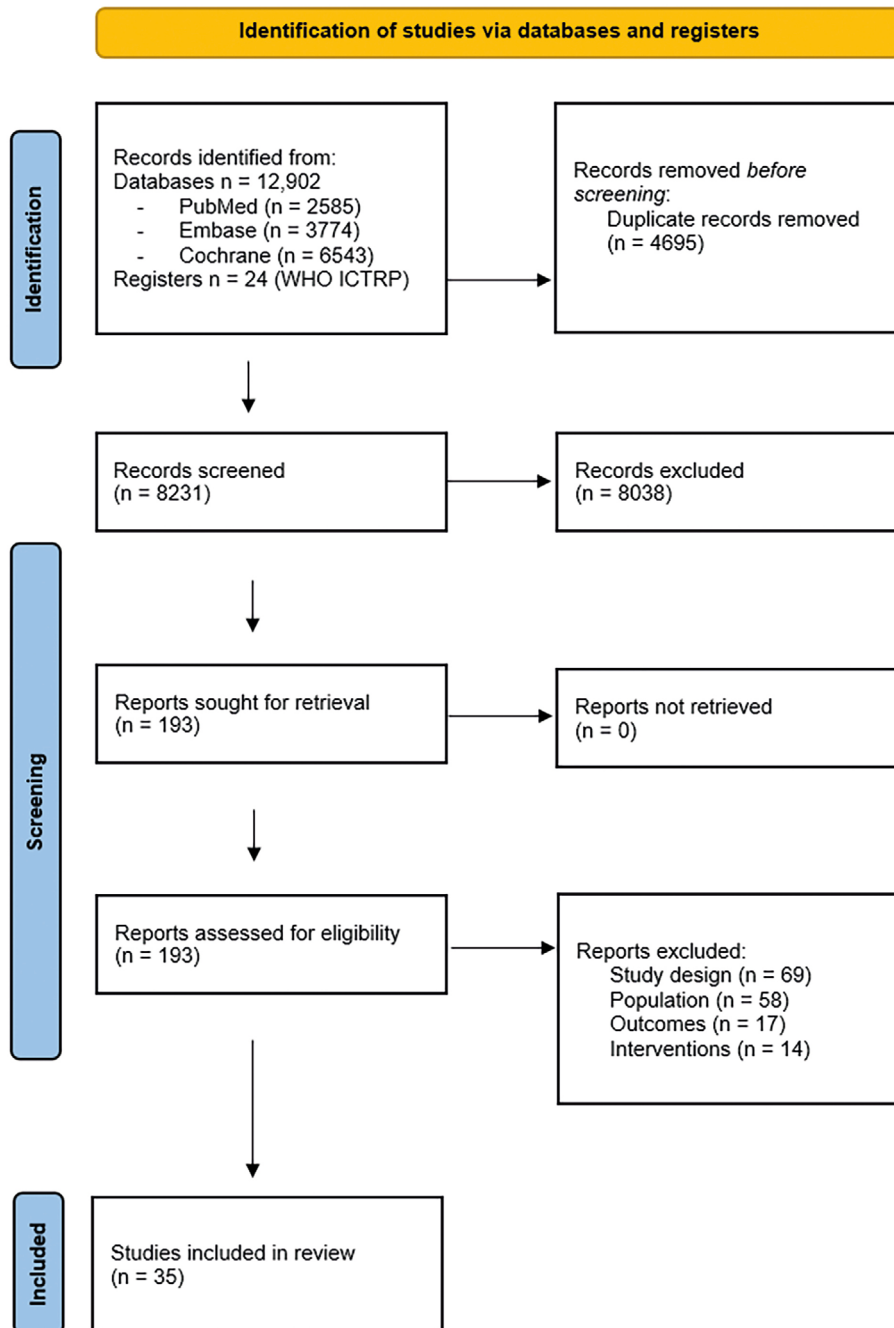 Identification of studies via databases and registers
Identification
Records identified from:
Databases n = 12,902
- PubMed (n = 2585)
- Embase (n = 3774)
- Cochrane (n = 6543)
Registers n = 24 (WHO ICTRP)
Records removed before
screening:
Duplicate records removed
(n = 4695)
Records screened
(n = 8231)
Records excluded
(n = 8038)
Screening
Reports sought for retrieval
(n = 193)
Reports not retrieved
(n = 0)
Reports assessed for eligibility
(n = 193)
Reports excluded:
Study design (n = 69)
Population (n = 58)
Outcomes (n = 17)
Interventions (n = 14)
Included
Studies included in review
(n = 35)